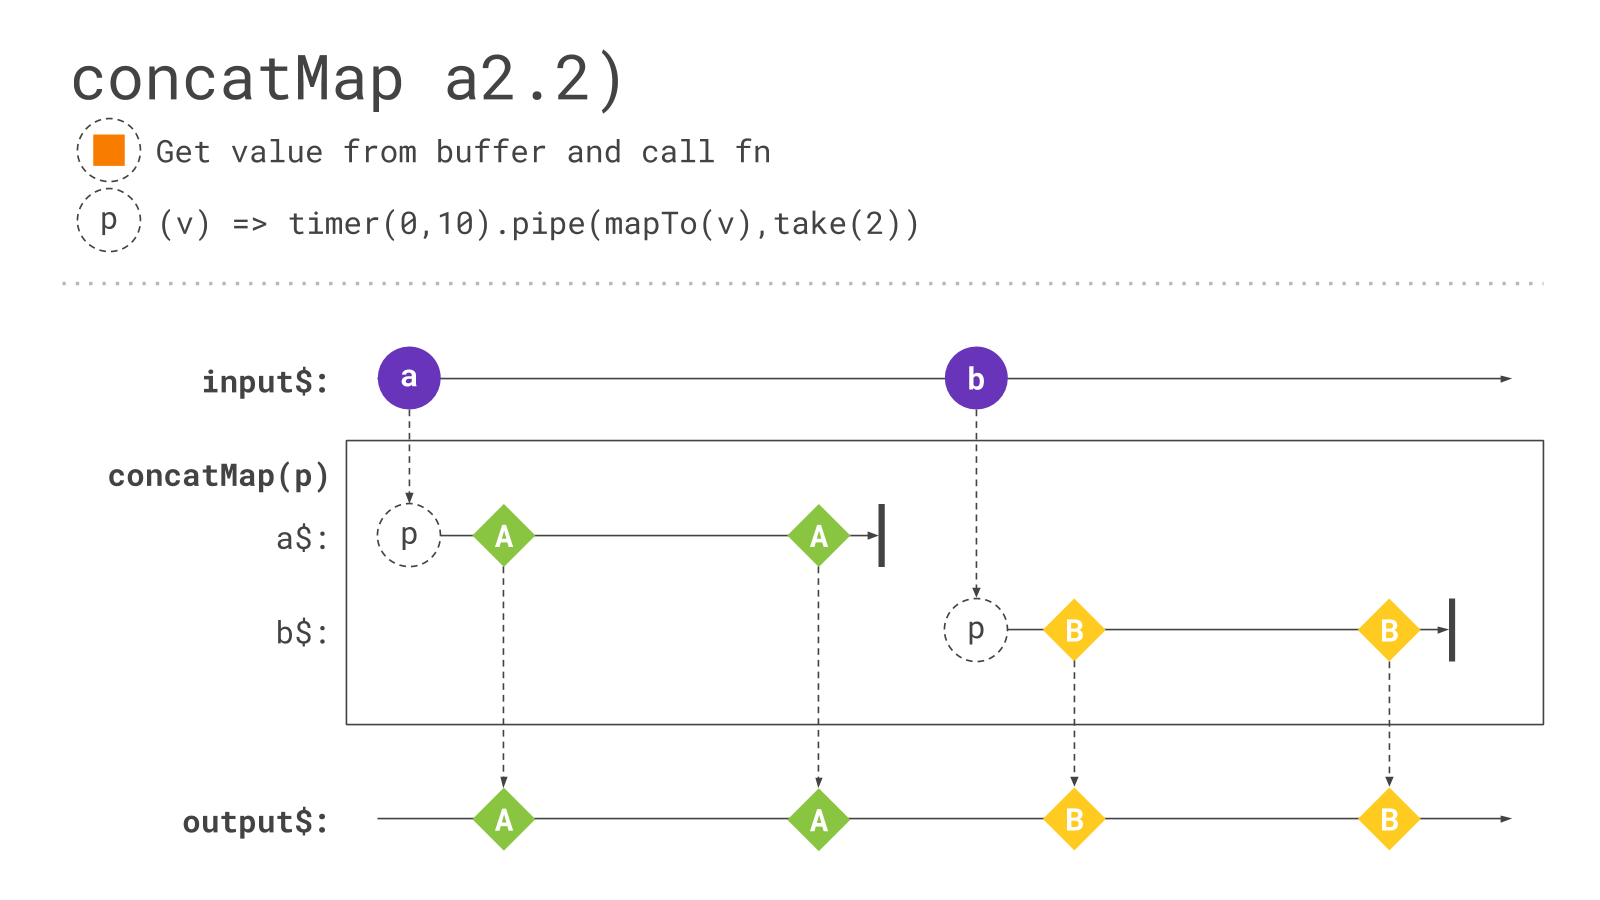 concatMap a2.2)
Get value from buffer and call fn
p (v) => timer(0,10).pipe(mapTo(v),take(2))
input$: a b
concatMap(p)
a$: p A A
b$: p B B
output$: A A B B